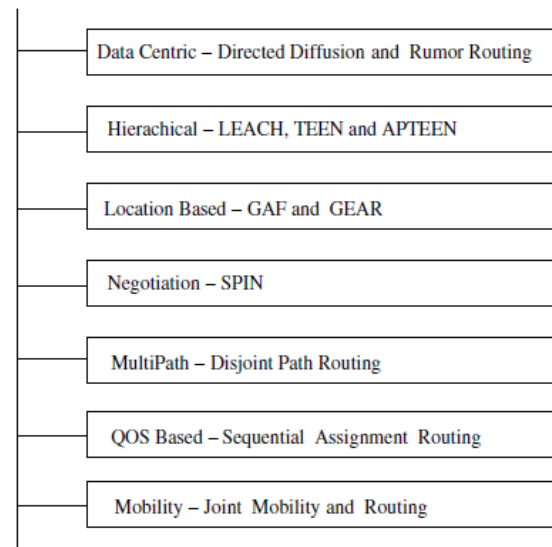 Data Centric – Directed Diffusion and Rumor Routing
Hierachical – LEACH, TEEN and APTEEN
Location Based – GAF and GEAR
Negotiation – SPIN
MultiPath – Disjoint Path Routing
QOS Based – Sequential Assignment Routing
Mobility – Joint Mobility and Routing